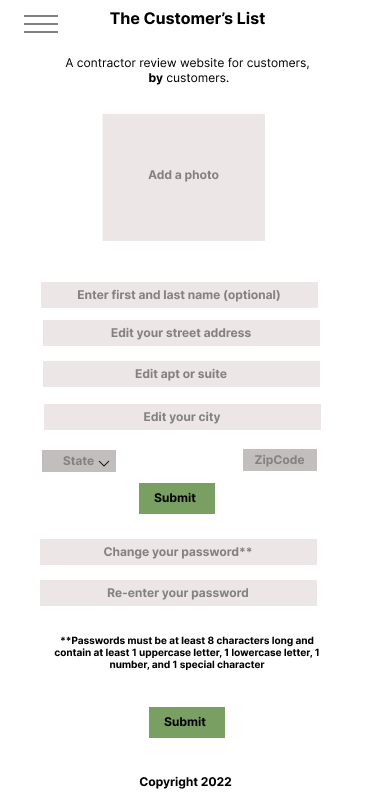 The Customer’s List
A contractor review website for customers,
by customers.
Add a photo
Enter first and last name (optional)
Edit your street address
Edit apt or suite
Edit your city
State
ZipCode
Submit
Change your password**
Re-enter your password
**Passwords must be at least 8 characters long and
contain at least 1 uppercase letter, 1 lowercase letter, 1
number, and 1 special character
Submit
Copyright 2022